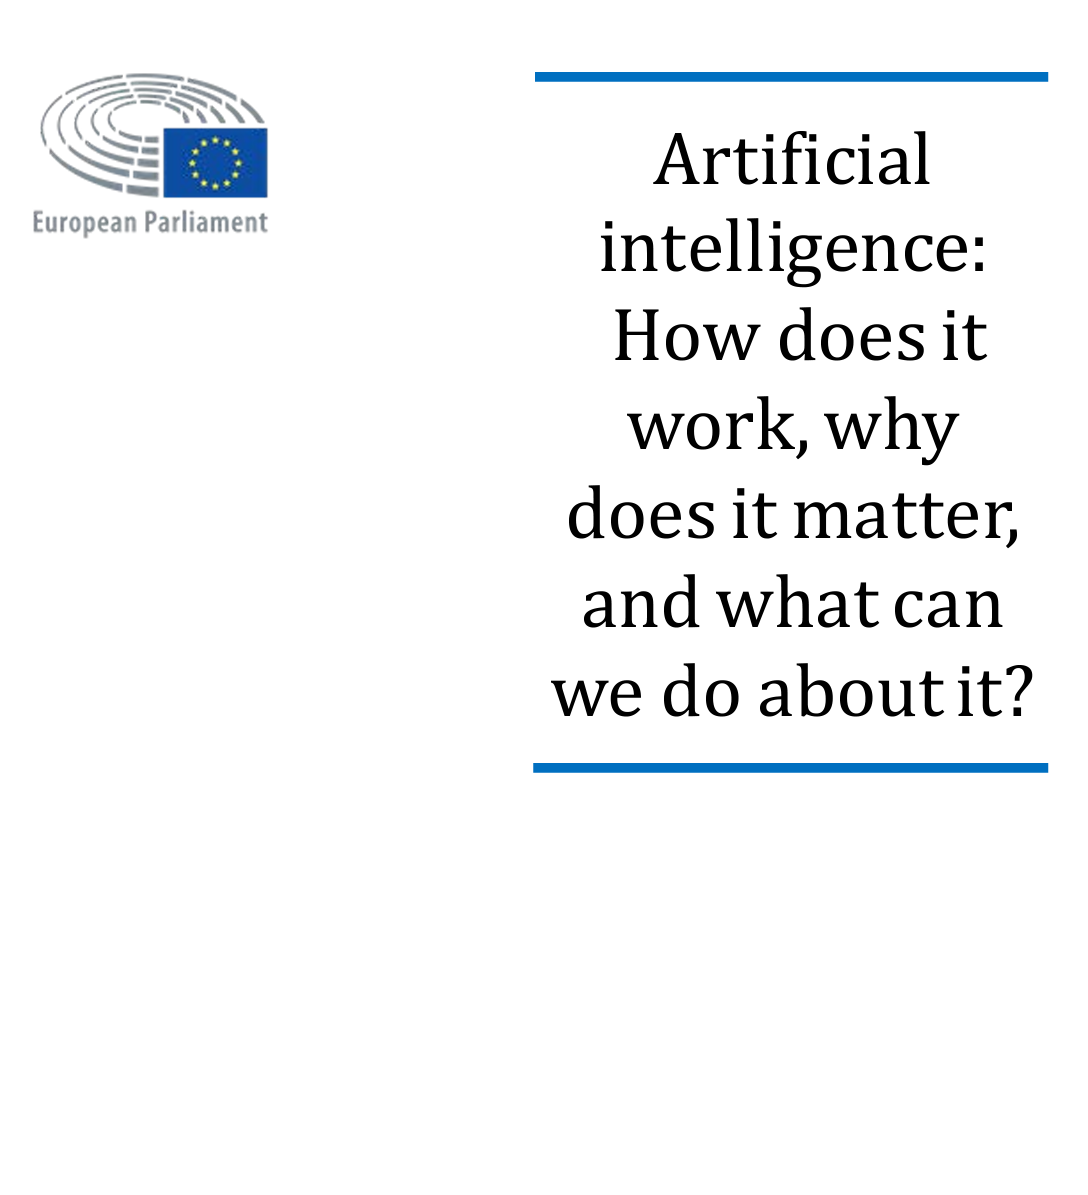 European Parliament
Artificial
intelligence:
How does it
work, why
does it matter,
and what can
we do about it?